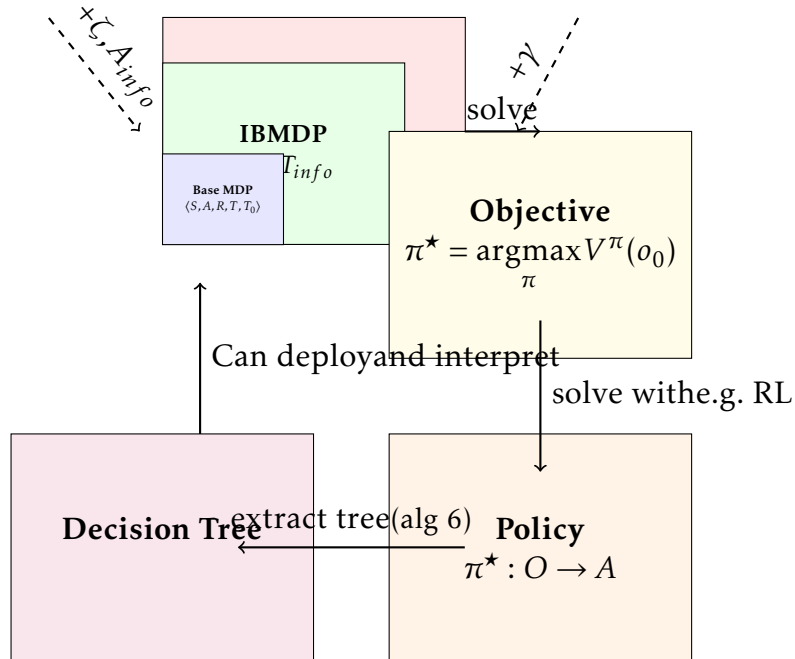 +ζ, A_info
+γ
solve
IBMDP
T_info
Base MDP
⟨S, A, R, T, T_0⟩
Objective
π⋆ = argmax V^π(o_0)
π
Can deployand interpret
solve withe.g. RL
Decision Tree
extract tree(alg 6)
Policy
π⋆ : O → A